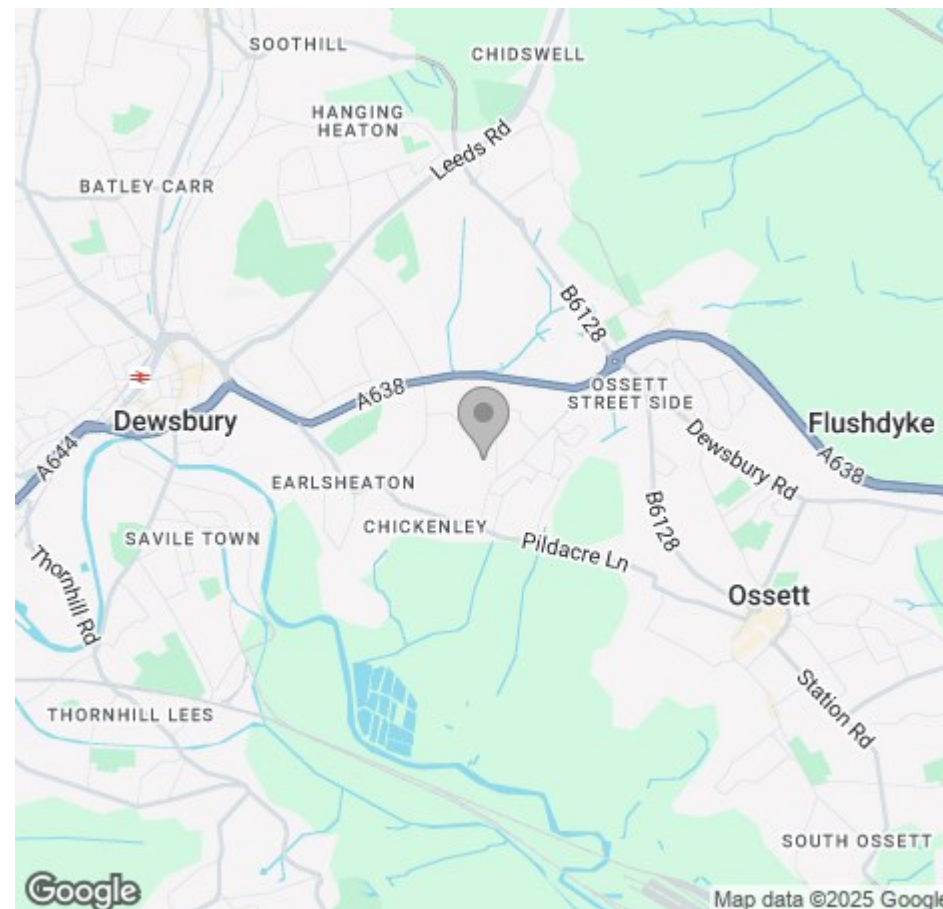 SOOTHILL
CHIDSWELL
HANGING
HEATON
Leeds Rd
BATLEY CARR
B6128
A638
OSSETT
STREET SIDE
Dewsbury
Flushdyke
A644
Dewsbury Rd
A638
EARLSHEATON
CHICKENLEY
B6128
SAVILE TOWN
Pildacre Ln
Thornhill Rd
Ossett
Station Rd
THORNHILL LEES
SOUTH OSSETT
Google
Map data ©2025 Google